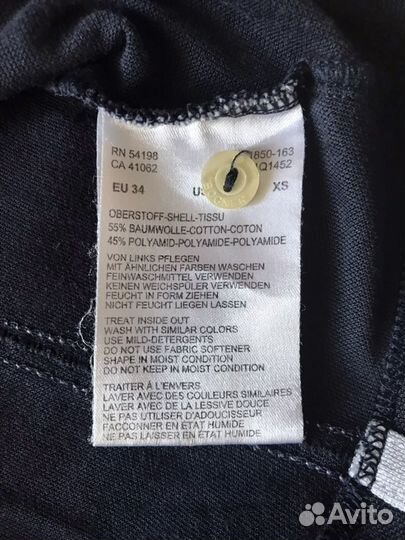 RN 54198 1850-163
CA 41062 Q1452
EU 34 US XS
OBERSTOFF-SHELL-TISSU
55% BAUMWOLLE-COTTON-COTON
45% POLYAMID-POLYAMIDE-POLYAMIDE
VON LINKS PFLEGEN
MIT ÄHNLICHEN FARBEN WASCHEN
FEINWASCHMITTEL VERWENDEN
KEINEN WEICHSPÜLER VERWENDEN
FEUCHT IN FORM ZIEHEN
NICHT FEUCHT LIEGEN LASSEN
TREAT INSIDE OUT
WASH WITH SIMILAR COLORS
USE MILD-DETERGENTS
DO NOT USE FABRIC SOFTENER
SHAPE IN MOIST CONDITION
DO NOT KEEP IN MOIST CONDITION
TRAITER À L'ENVERS
LAVER AVEC DES COULEURS SIMILAIRES
LAVER AVEC DE LA LESSIVE DOUCE
NE PAS UTILISER D'ADOUCISSEUR
FACCONNER EN ÉTAT HUMIDE
NE PAS LAISSER EN ÉTAT HUMIDE
Avito